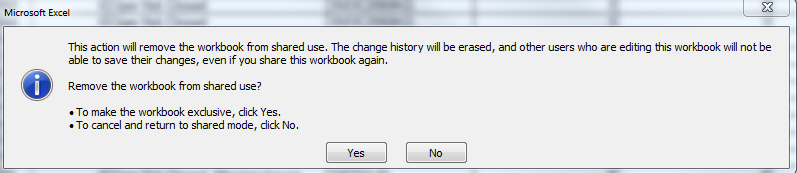 Microsoft Excel
This action will remove the workbook from shared use. The change history will be erased, and other users who are editing this workbook will not be
able to save their changes, even if you share this workbook again.
Remove the workbook from shared use?
• To make the workbook exclusive, click Yes.
• To cancel and return to shared mode, click No.
Yes No